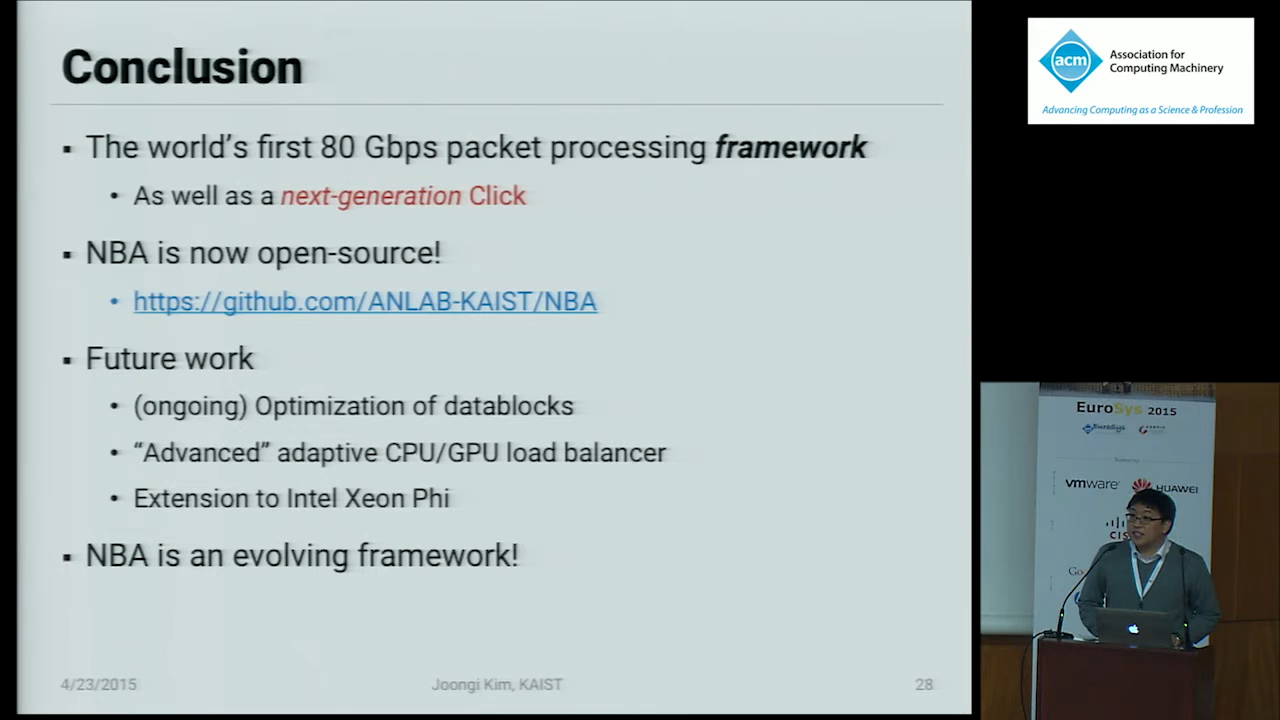 Conclusion
The world's first 80 Gbps packet processing framework
As well as a next-generation Click
NBA is now open-source!
https://github.com/ANLAB-KAIST/NBA
Future work
(ongoing) Optimization of datablocks
“Advanced” adaptive CPU/GPU load balancer
Extension to Intel Xeon Phi
NBA is an evolving framework!
4/23/2015
Joongi Kim, KAIST
28
acm
Association for
Computing Machinery
Advancing Computing as a Science & Profession
EuroSys 2015
EuroSys
vmware
HUAWEI